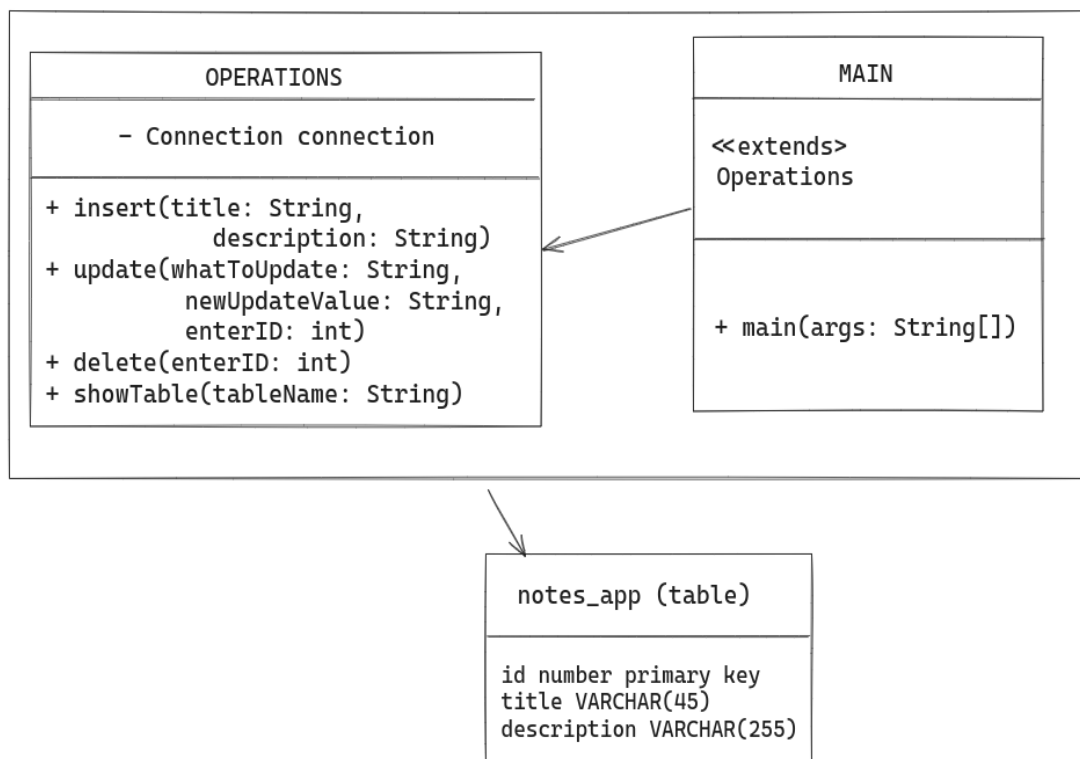 OPERATIONS
- Connection connection
+ insert(title: String,
description: String)
+ update(whatToUpdate: String,
newUpdateValue: String,
enterID: int)
+ delete(enterID: int)
+ showTable(tableName: String)
MAIN
<<extends>
Operations
+ main(args: String[])
notes_app (table)
id number primary key
title VARCHAR(45)
description VARCHAR(255)